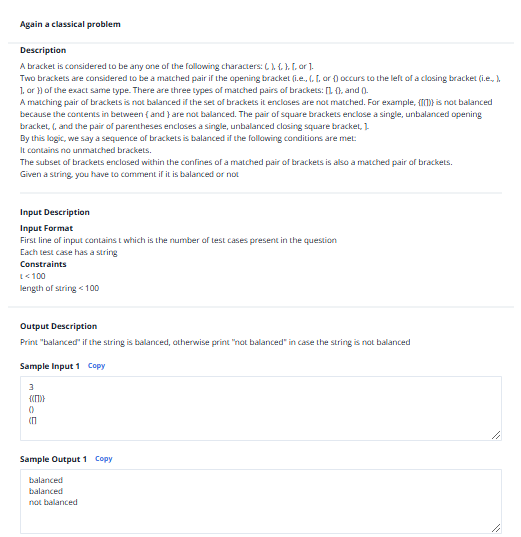 Again a classical problem
Description
A bracket is considered to be any one of the following characters: (, ), {, }, [, or ].
Two brackets are considered to be a matched pair if the opening bracket (i.e., (, [, or {) occurs to the left of a closing bracket (i.e., ),
], or }) of the exact same type. There are three types of matched pairs of brackets: [], {}, and ().
A matching pair of brackets is not balanced if the set of brackets it encloses are not matched. For example, {[(])} is not balanced
because the contents in between { and } are not balanced. The pair of square brackets enclose a single, unbalanced opening
bracket, (, and the pair of parentheses encloses a single, unbalanced closing square bracket, ].
By this logic, we say a sequence of brackets is balanced if the following conditions are met:
It contains no unmatched brackets.
The subset of brackets enclosed within the confines of a matched pair of brackets is also a matched pair of brackets.
Given a string, you have to comment if it is balanced or not
Input Description
Input Format
First line of input contains t which is the number of test cases present in the question
Each test case has a string
Constraints
t < 100
length of string < 100
Output Description
Print "balanced" if the string is balanced, otherwise print "not balanced" in case the string is not balanced
Sample Input 1 Copy
3
{([])}
()
([]
Sample Output 1 Copy
balanced
balanced
not balanced